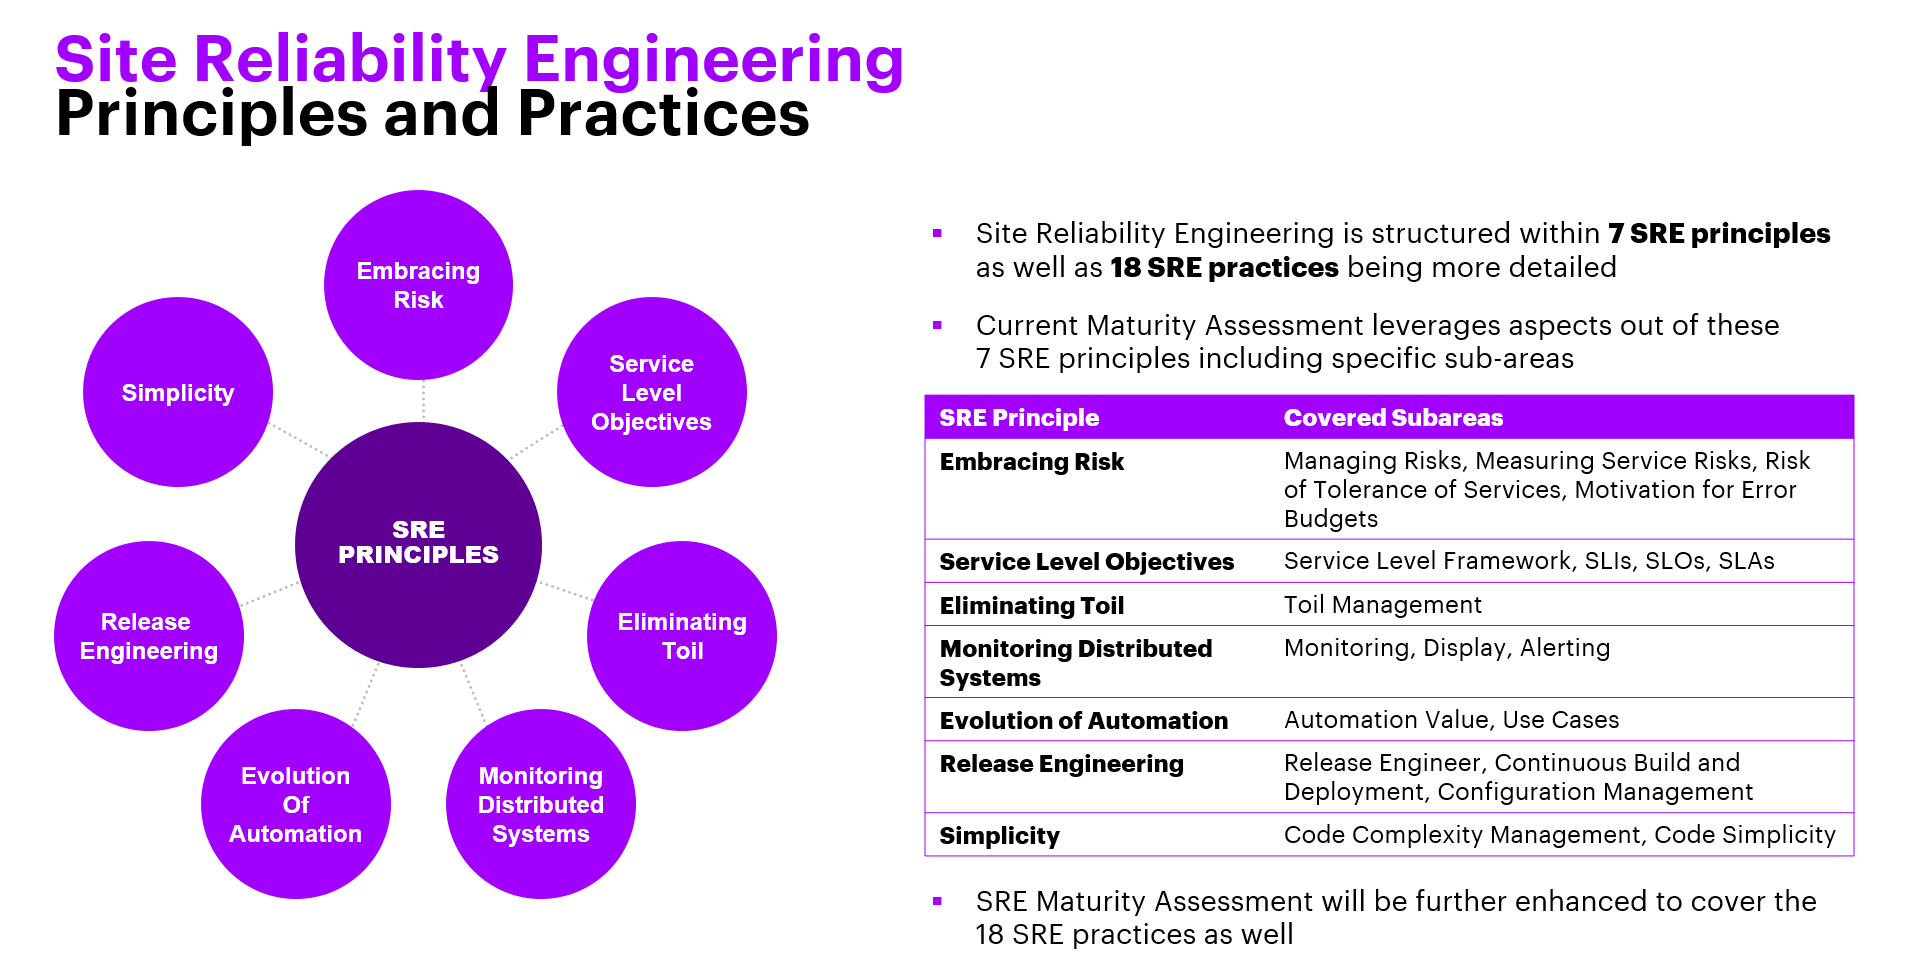 Site Reliability Engineering
Principles and Practices
Embracing
Risk
Service
Level
Objectives
Simplicity
SRE
PRINCIPLES
Release
Engineering
Eliminating
Toil
Evolution
Of
Automation
Monitoring
Distributed
Systems
Site Reliability Engineering is structured within 7 SRE principles
as well as 18 SRE practices being more detailed
Current Maturity Assessment leverages aspects out of these
7 SRE principles including specific sub-areas
SRE Principle Covered Subareas
Embracing Risk Managing Risks, Measuring Service Risks, Risk
of Tolerance of Services, Motivation for Error
Budgets
Service Level Objectives Service Level Framework, SLIs, SLOs, SLAs
Eliminating Toil Toil Management
Monitoring Distributed Monitoring, Display, Alerting
Systems
Evolution of Automation Automation Value, Use Cases
Release Engineering Release Engineer, Continuous Build and
Deployment, Configuration Management
Simplicity Code Complexity Management, Code Simplicity
SRE Maturity Assessment will be further enhanced to cover the
18 SRE practices as well